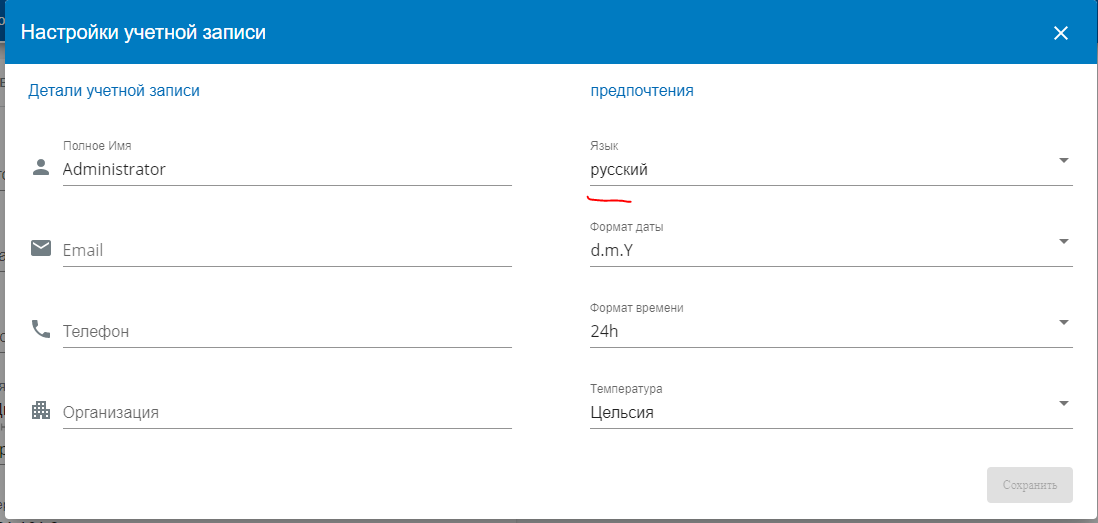 Настройки учетной записи
Детали учетной записи
предпочтения
Полное Имя
Administrator
Язык
русский
Email
Формат даты
d.m.Y
Телефон
Формат времени
24h
Организация
Температура
Цельсия
Сохранить